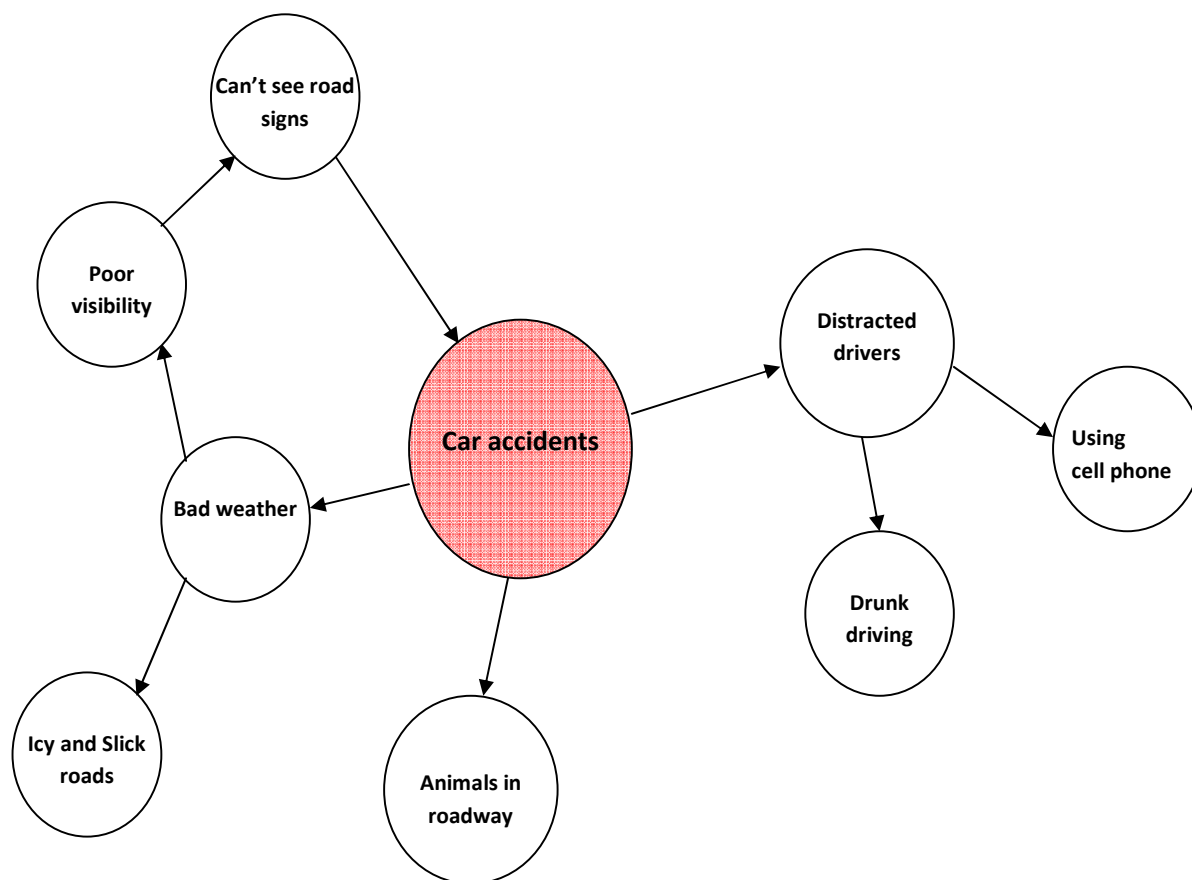 Can’t see road
signs
Poor
visibility
Distracted
drivers
Car accidents
Using
cell phone
Bad weather
Drunk
driving
Icy and Slick
roads
Animals in
roadway